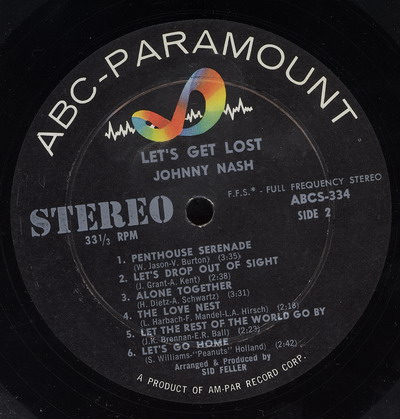 ABC-PARAMOUNT
LET'S GET LOST
JOHNNY NASH
F.F.S.* - FULL FREQUENCY STEREO
STEREO
33 1/3 RPM
ABCS-334
SIDE 2
1. PENTHOUSE SERENADE
(W. Jason-V. Burton) (3:35)
2. LET'S DROP OUT OF SIGHT
(J. Grant-A. Kent) (2:38)
3. ALONE TOGETHER
(H. Dietz-A. Schwartz) (3:31)
4. THE LOVE NEST
(L. Harbach-F. Mandel-L.A. Hirsch) (2:18)
5. LET THE REST OF THE WORLD GO BY
(J.R. Brennan-E.R. Ball) (2:23)
6. LET'S GO HOME
(S. Williams-"Peanuts" Holland) (2:42)
Arranged & Produced by
SID FELLER
A PRODUCT OF AM-PAR RECORD CORP.